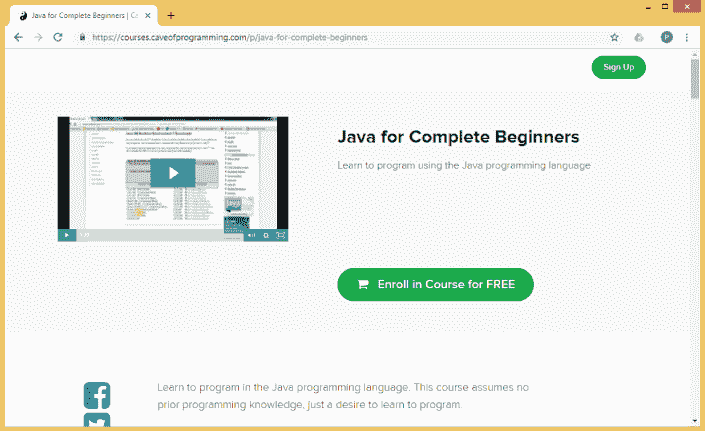 Java for Complete Beginners | Ca
https://courses.caveofprogramming.com/p/java-for-complete-beginners
P
Sign Up
Java for Complete Beginners
Learn to program using the Java programming language
Enroll in Course for FREE
Learn to program in the Java programming language. This course assumes no
prior programming knowledge, just a desire to learn to program.